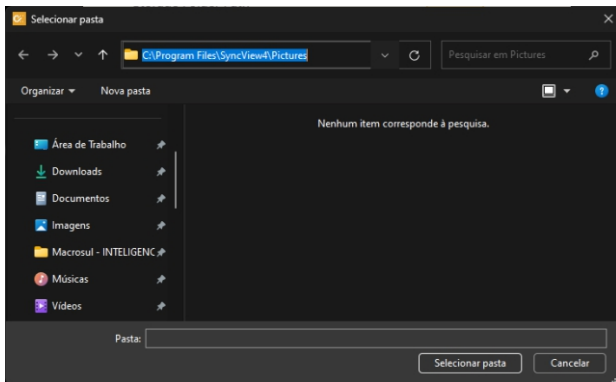 Selecionar pasta
C:\Program Files\SyncView4\Pictures
Pesquisar em Pictures
Organizar
Nova pasta
Nenhum item corresponde à pesquisa.
Área de Trabalho
Downloads
Documentos
Imagens
Macrosul - INTELIGENC
Músicas
Vídeos
Pasta:
Selecionar pasta
Cancelar